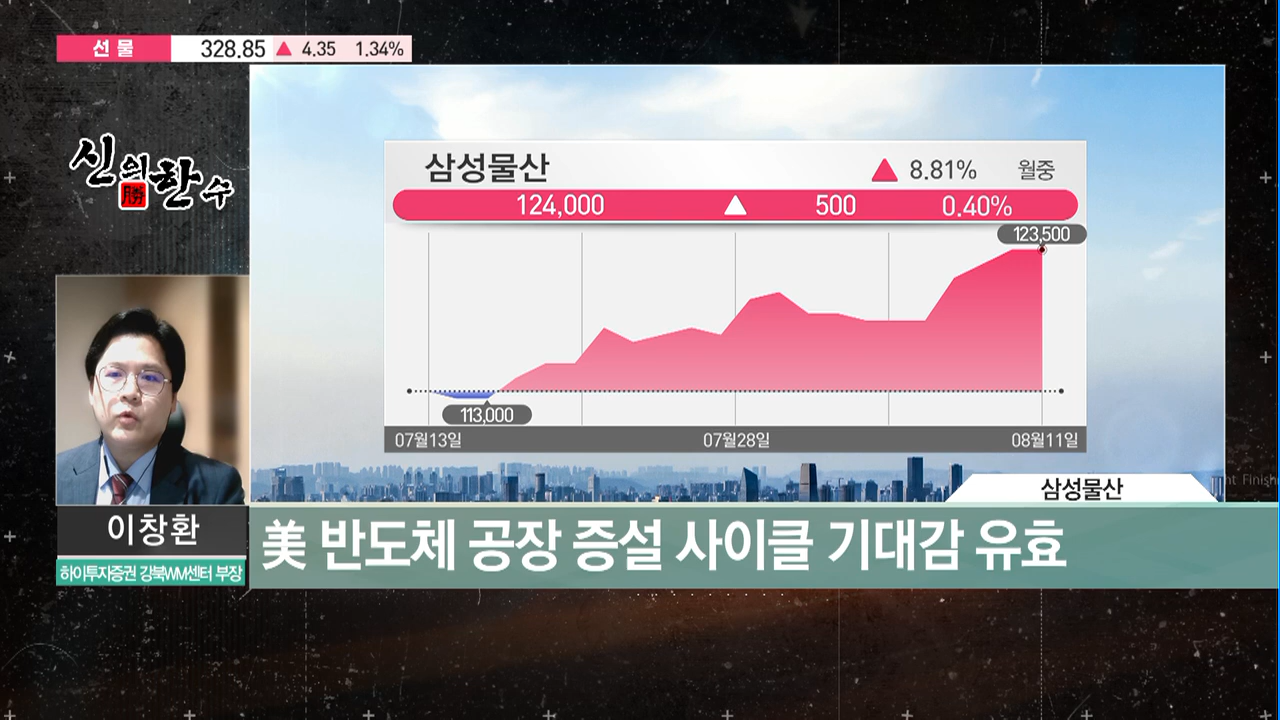 선 물 328.85 ▲ 4.35 1.34%
신의한수
勝
삼성물산 ▲ 8.81% 월중
124,000 ▲ 500 0.40%
123,500
113,000
07월13일 07월28일 08월11일
삼성물산
이창환
하이투자증권 강북WM센터 부장
美 반도체 공장 증설 사이클 기대감 유효